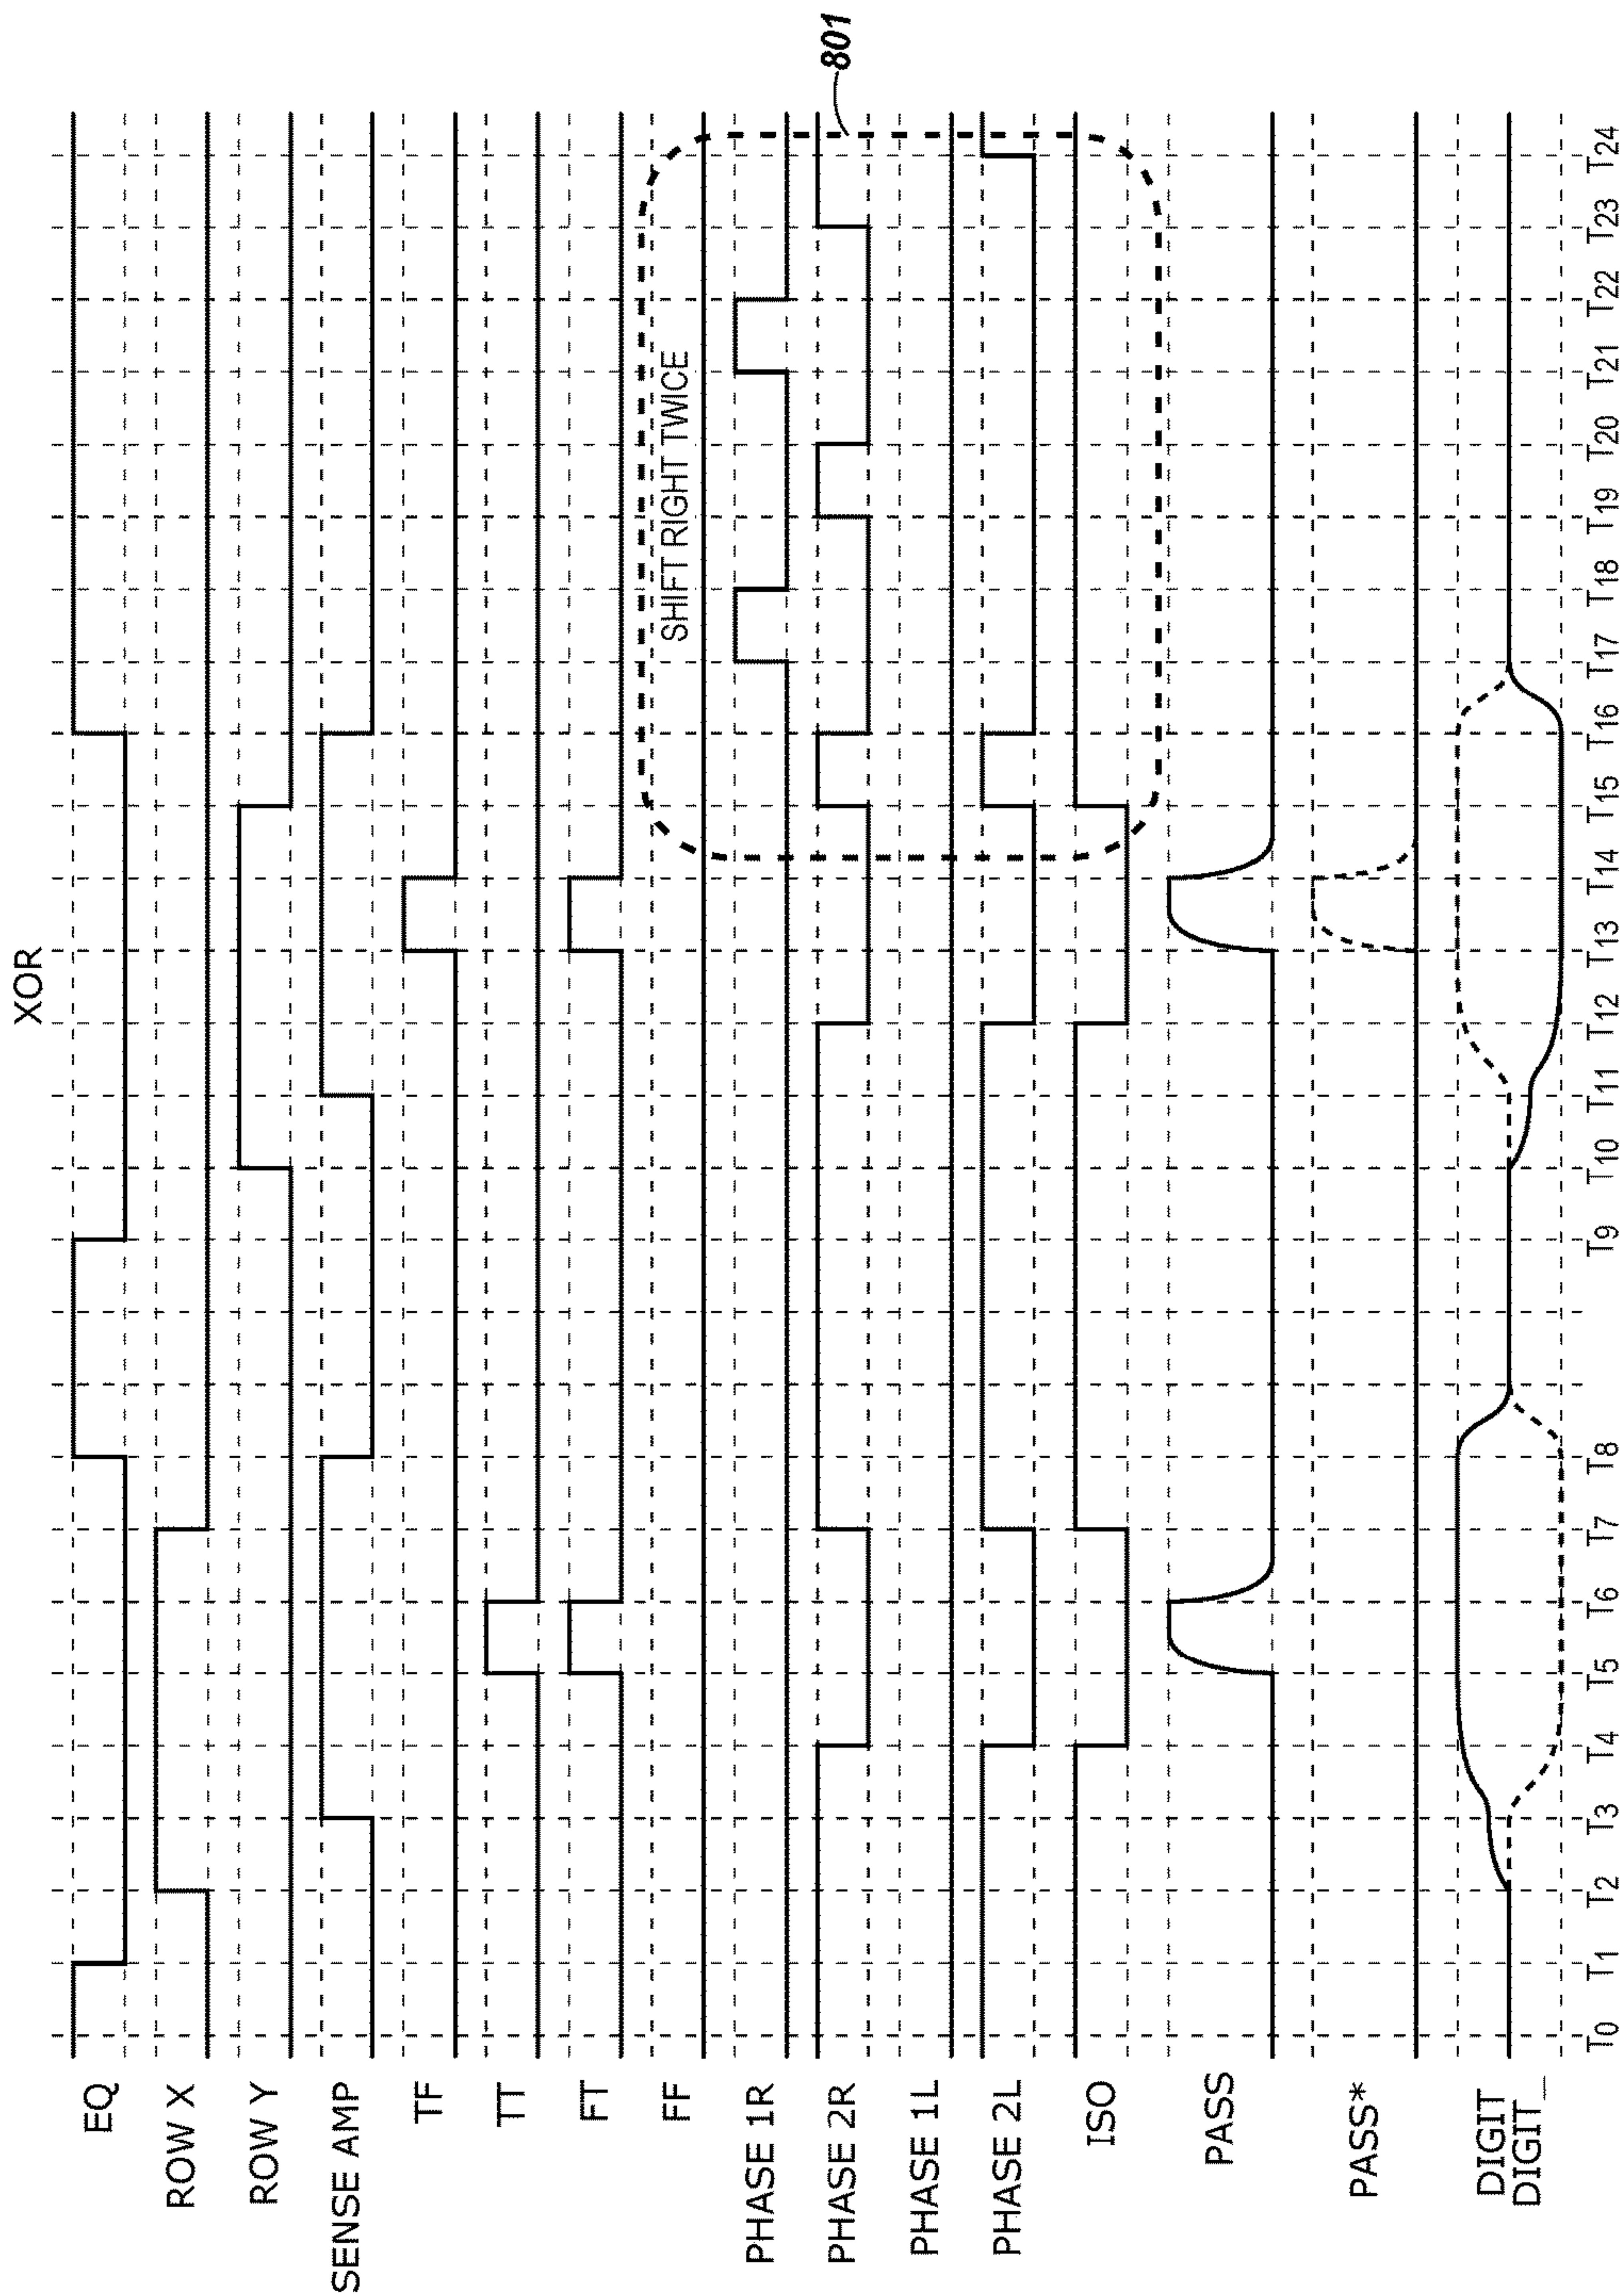 XOR
EQ
ROW X
ROW Y
SENSE AMP
TF
TT
FT
FF
PHASE 1R
PHASE 2R
PHASE 1L
PHASE 2L
ISO
PASS
PASS*
DIGIT
DIGIT_
SHIFT RIGHT TWICE
801
T0 T1 T2 T3 T4 T5 T6 T7 T8 T9 T10 T11 T12 T13 T14 T15 T16 T17 T18 T19 T20 T21 T22 T23 T24